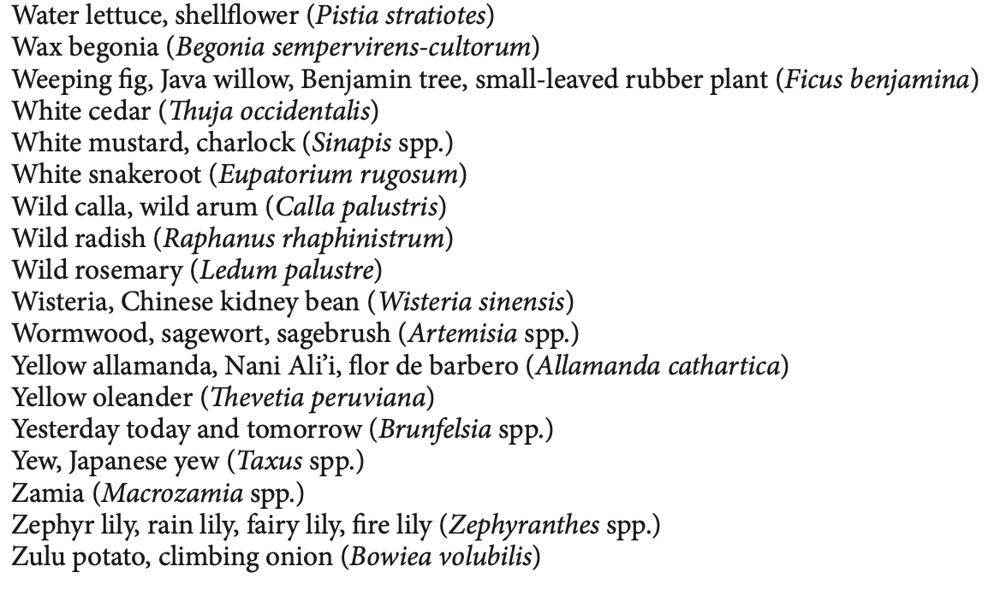 Water lettuce, shellflower (Pistia stratiotes)
Wax begonia (Begonia sempervirens-cultorum)
Weeping fig, Java willow, Benjamin tree, small-leaved rubber plant (Ficus benjamina)
White cedar (Thuja occidentalis)
White mustard, charlock (Sinapis spp.)
White snakeroot (Eupatorium rugosum)
Wild calla, wild arum (Calla palustris)
Wild radish (Raphanus rhaphinistrum)
Wild rosemary (Ledum palustre)
Wisteria, Chinese kidney bean (Wisteria sinensis)
Wormwood, sagewort, sagebrush (Artemisia spp.)
Yellow allamanda, Nani Ali’i, flor de barbero (Allamanda cathartica)
Yellow oleander (Thevetia peruviana)
Yesterday today and tomorrow (Brunfelsia spp.)
Yew, Japanese yew (Taxus spp.)
Zamia (Macrozamia spp.)
Zephyr lily, rain lily, fairy lily, fire lily (Zephyranthes spp.)
Zulu potato, climbing onion (Bowiea volubilis)